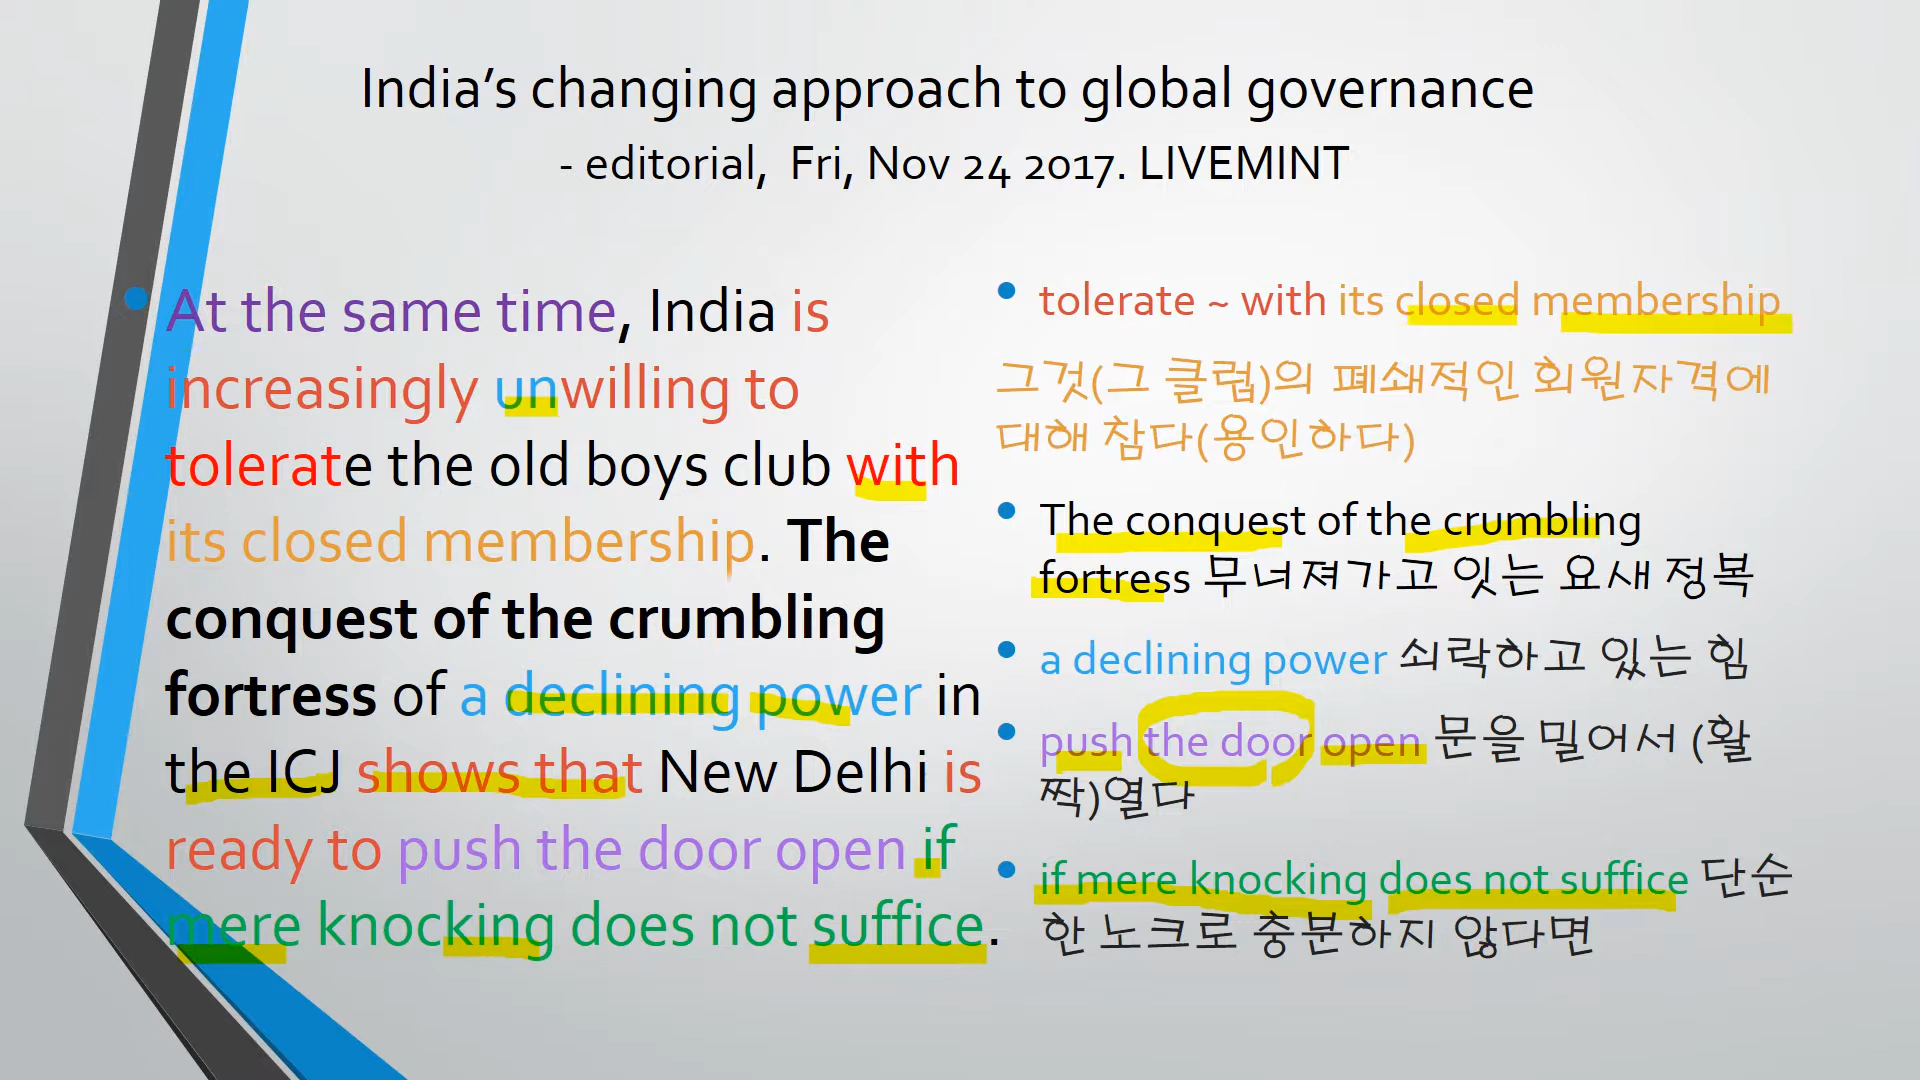 India’s changing approach to global governance
- editorial, Fri, Nov 24 2017. LIVEMINT
• At the same time, India is
increasingly unwilling to
tolerate the old boys club with
its closed membership. The
conquest of the crumbling
fortress of a declining power in
the ICJ shows that New Delhi is
ready to push the door open if
mere knocking does not suffice.
• tolerate ~ with its closed membership
그것(그 클럽)의 폐쇄적인 회원자격에
대해 참다(용인하다)
• The conquest of the crumbling
fortress 무너져가고 잇는 요새 정복
• a declining power 쇠락하고 있는 힘
• push the door open 문을 밀어서 (활
짝)열다
• if mere knocking does not suffice 단순
한 노크로 충분하지 않다면